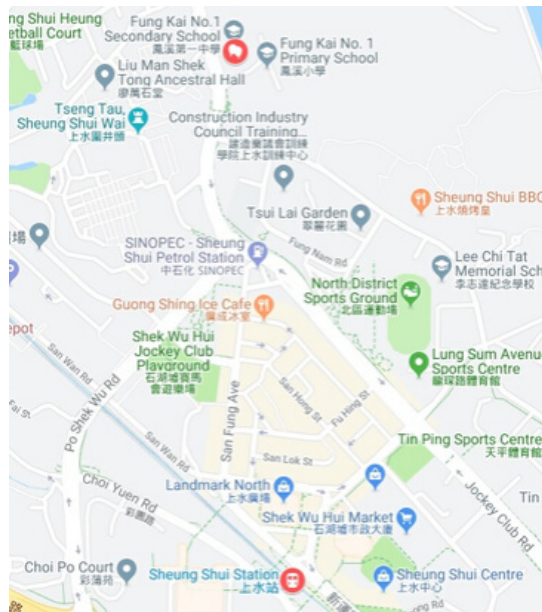 ng Shui Heung
etball Court
籃球場
Fung Kai No.1
Secondary School
鳳溪第一中學
Fung Kai No. 1
Primary School
鳳溪小學
Liu Man Shek
Tong Ancestral Hall
廖萬石堂
Tseng Tau,
Sheung Shui Wai
上水圍井頭
Construction Industry
Council Training...
建造業議會訓練
學院上水訓練中心
Sheung Shui BBQ
上水燒烤皇
Tsui Lai Garden
翠麗花園
SINOPEC - Sheung
Shui Petrol Station
中石化 SINOPEC
Fung Nam Rd
Lee Chi Tat
Memorial Sch
李志達紀念學校
North District
Sports Ground
北區運動場
Guong Shing Ice Cafe
廣成冰室
epot
Shek Wu Hui
Jockey Club
Playground
石湖墟賽馬
會遊樂場
San Wan Rd
Lung Sum Avenu
Sports Centre
龍琛路體育館
Po Shek Wu Rd
San Fung Ave
San Hong St
Fu Hing St
Fai St
San Wan Rd
San Lok St
Tin Ping Sports Centre
天平體育館
Choi Yuen Rd
彩園路
Landmark North
上水廣場
Shek Wu Hui Market
石湖墟市政大廈
Tin
Jockey Club Rd
Choi Po Court
彩蒲苑
Sheung Shui Station
上水站
Sheung Shui Centre
上水中心